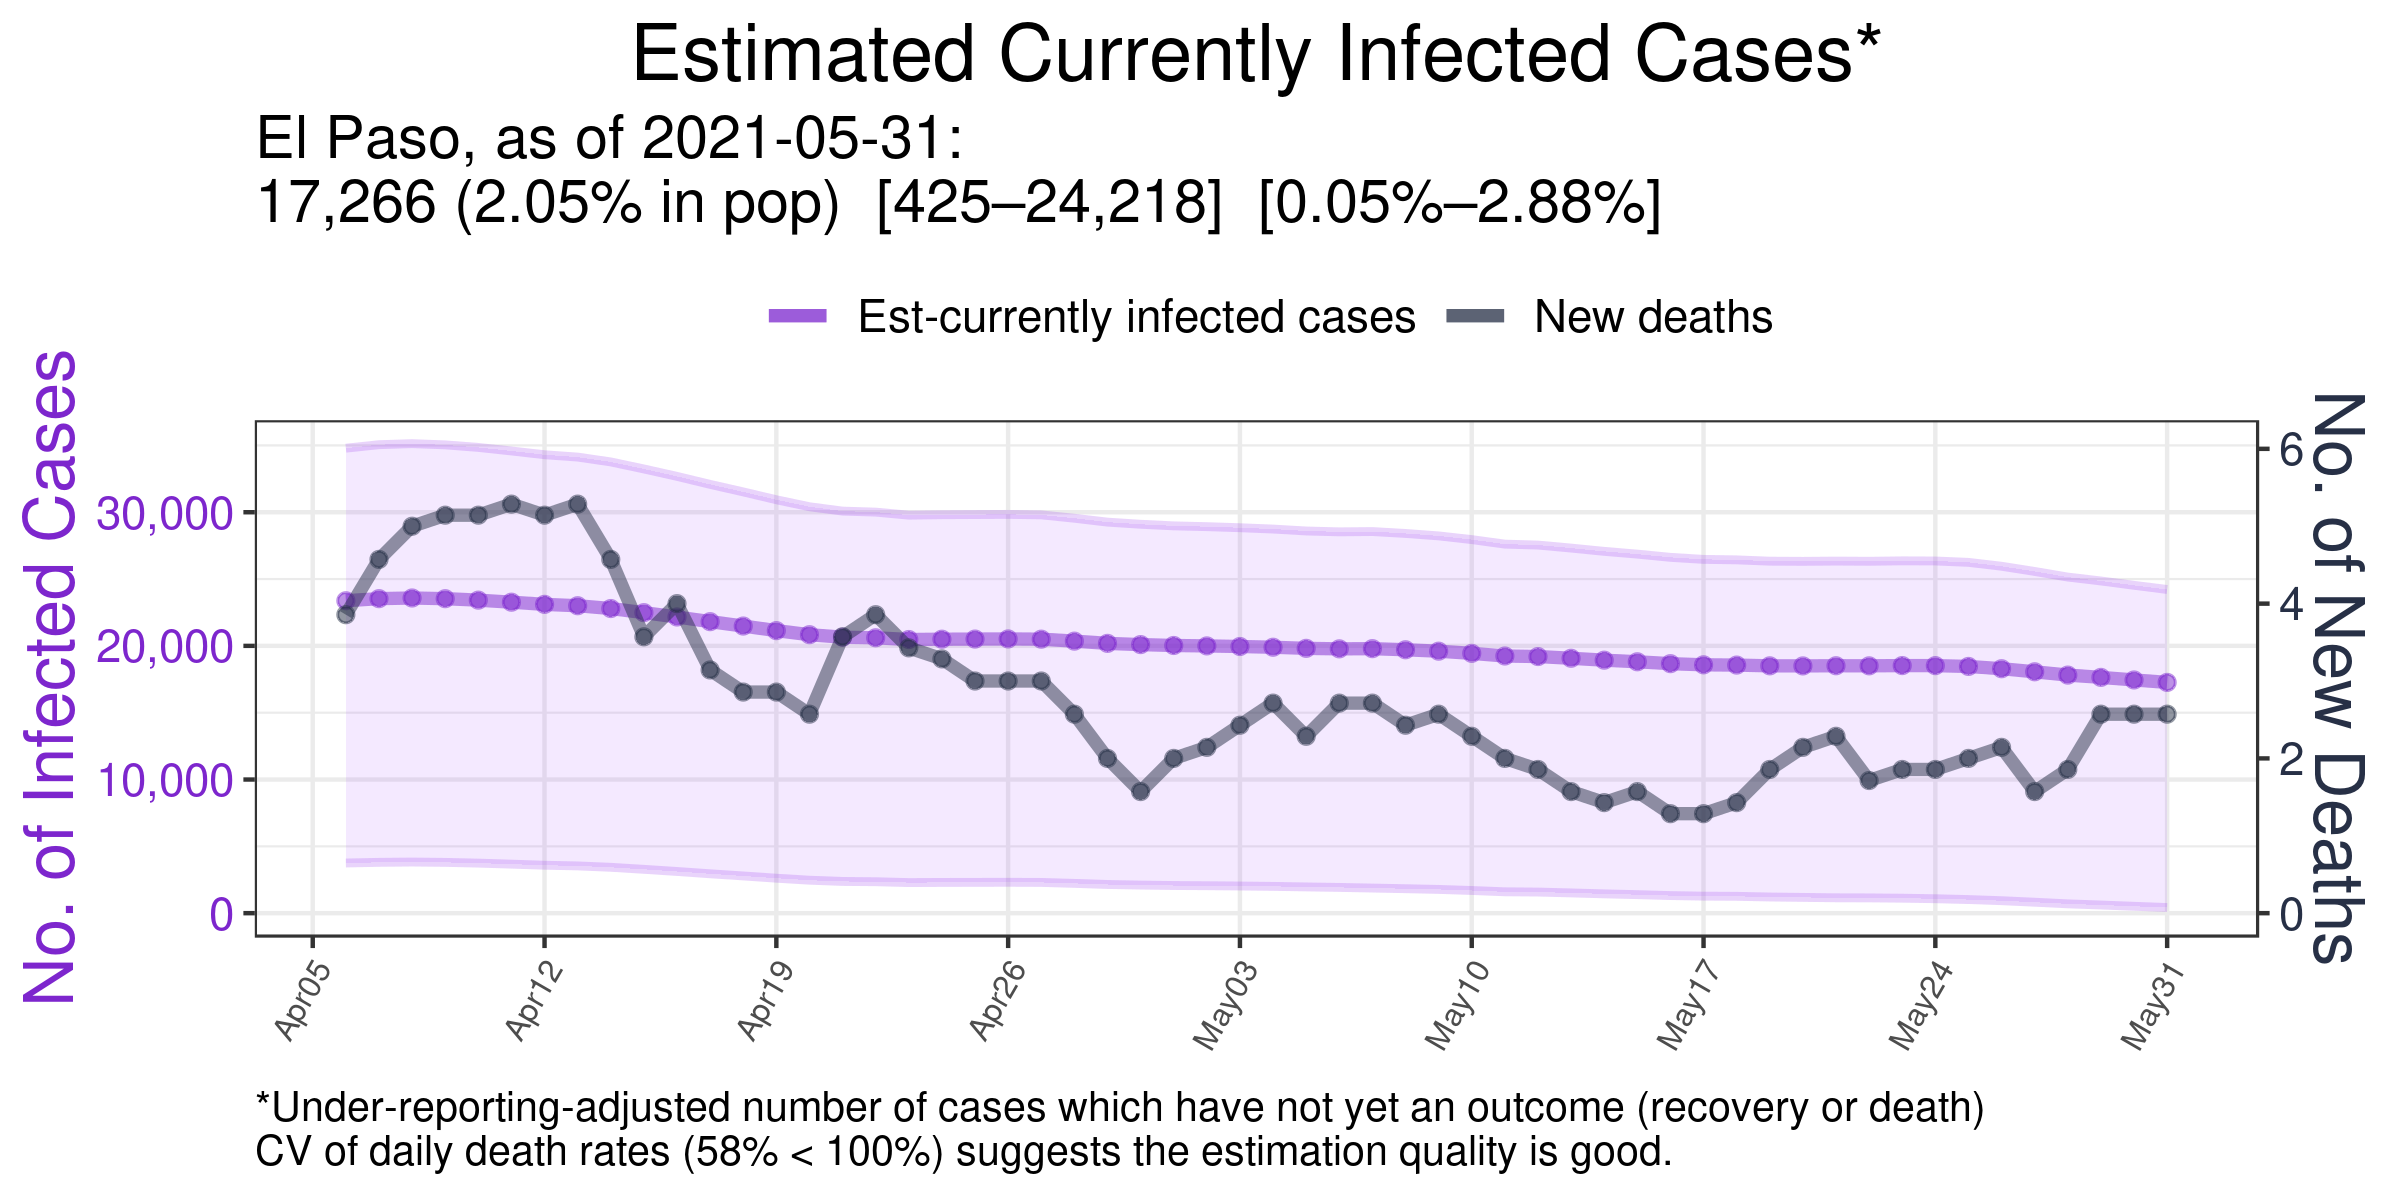 Estimated Currently Infected Cases*
El Paso, as of 2021-05-31:
17,266 (2.05% in pop)  [425–24,218]  [0.05%–2.88%]
Est-currently infected cases
New deaths
No. of Infected Cases
30,000
20,000
10,000
0
6
4
2
0
No. of New Deaths
Apr05
Apr12
Apr19
Apr26
May03
May10
May17
May24
May31
*Under-reporting-adjusted number of cases which have not yet an outcome (recovery or death)
CV of daily death rates (58% < 100%) suggests the estimation quality is good.